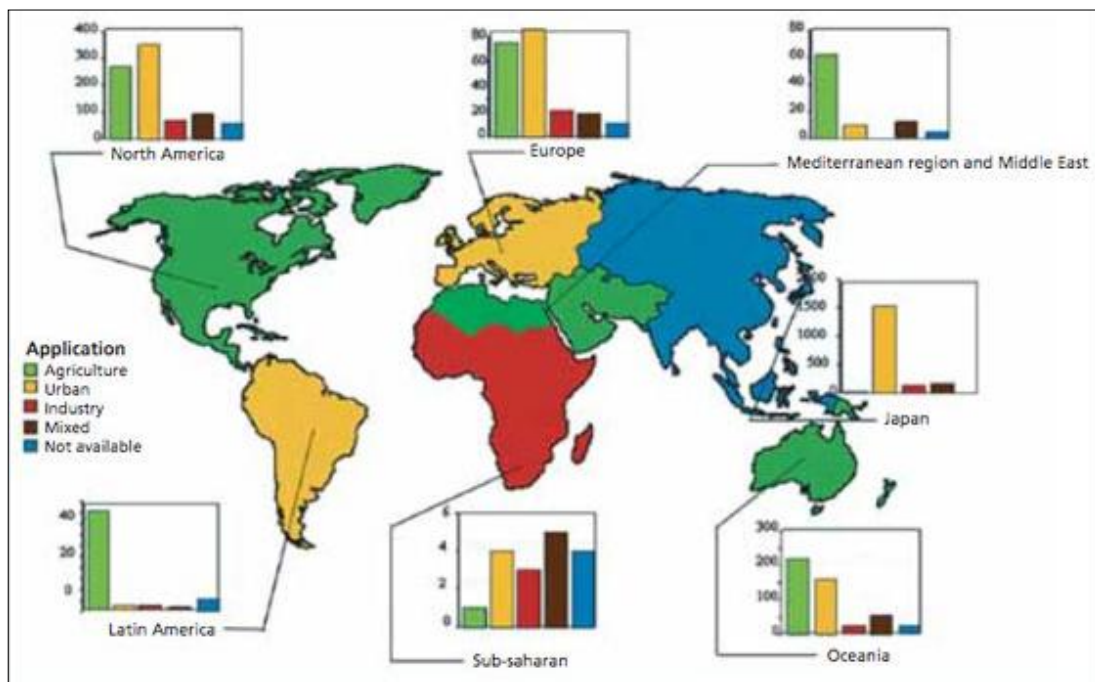 400
300
200
100
0
North America
80
60
40
20
0
Europe
80
60
40
20
0
Mediterranean region and Middle East
1500
1000
500
0
Japan
Application
Agriculture
Urban
Industry
Mixed
Not available
40
20
0
Latin America
6
4
2
0
Sub-saharan
300
200
100
0
Oceania